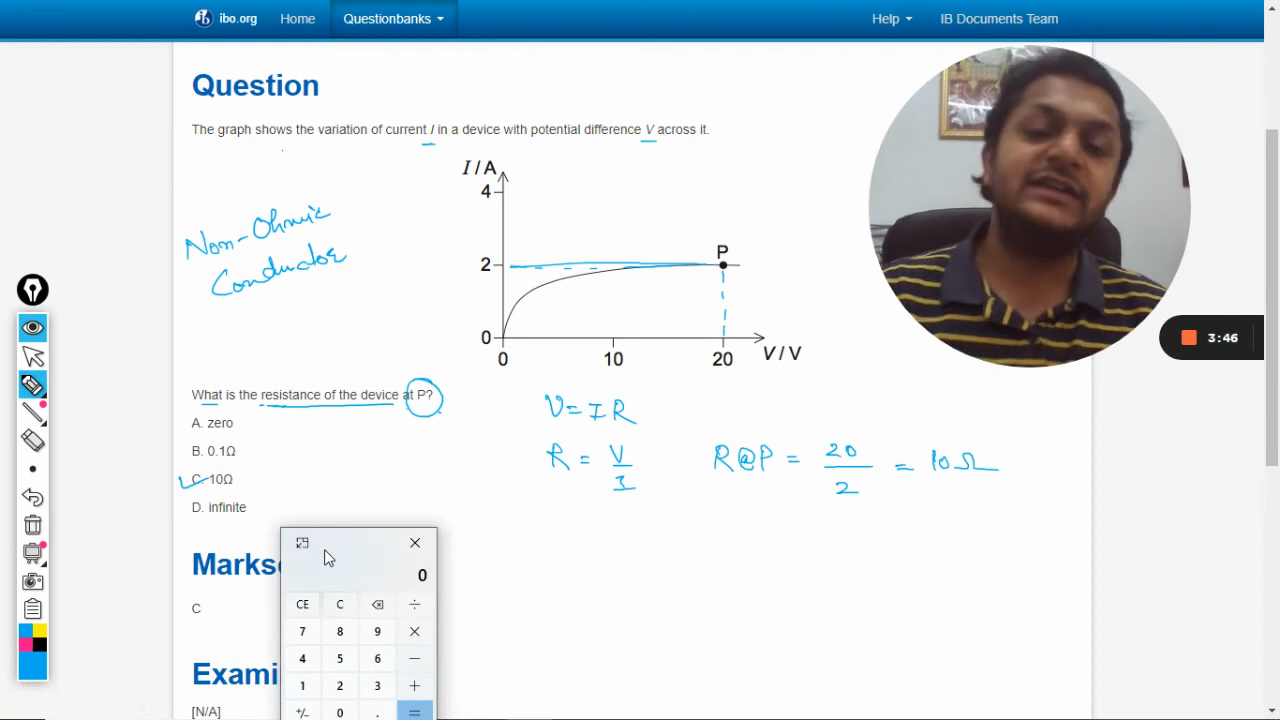 ibo.org Home Questionbanks Help IB Documents Team
Question
The graph shows the variation of current I in a device with potential difference V across it.
I / A
4
2
0
P
0 10 20 V / V
Non-Ohmic
Conductor
3:46
What is the resistance of the device at P?
A. zero
B. 0.1Ω
C. 10Ω
D. infinite
V = I R
R = V/I R@P = 20/2 = 10Ω
Marks
C
Exami
[N/A]
0
CE C ÷
7 8 9 ×
4 5 6 −
1 2 3 +
+/- 0 . =